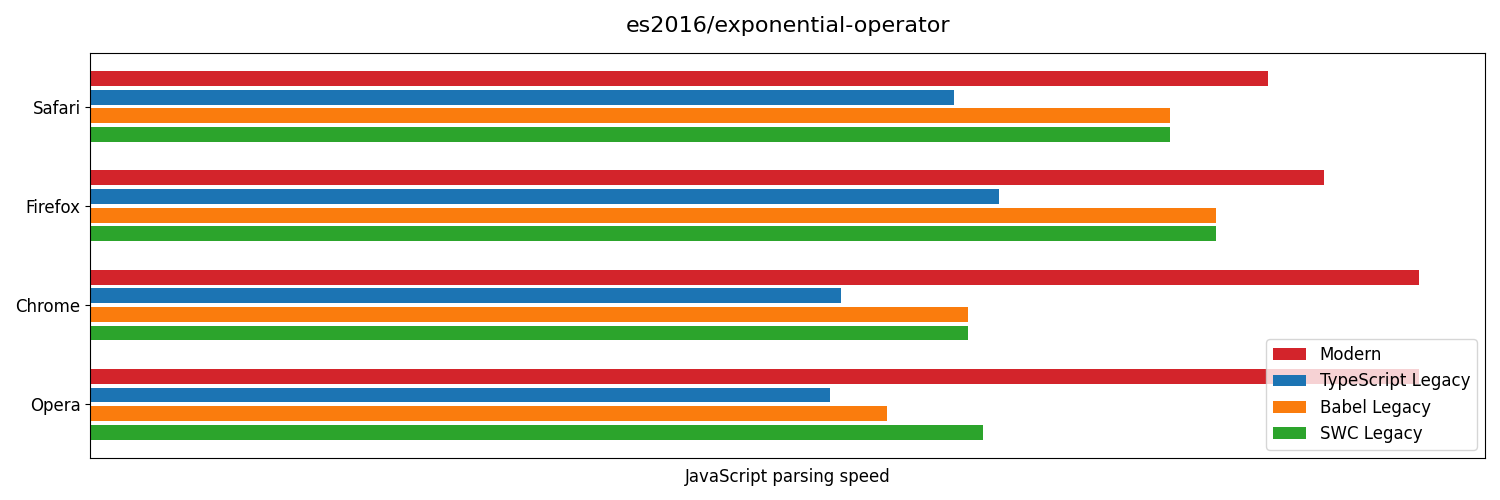 es2016/exponential-operator
Safari
Firefox
Chrome
Opera
Modern
TypeScript Legacy
Babel Legacy
SWC Legacy
JavaScript parsing speed